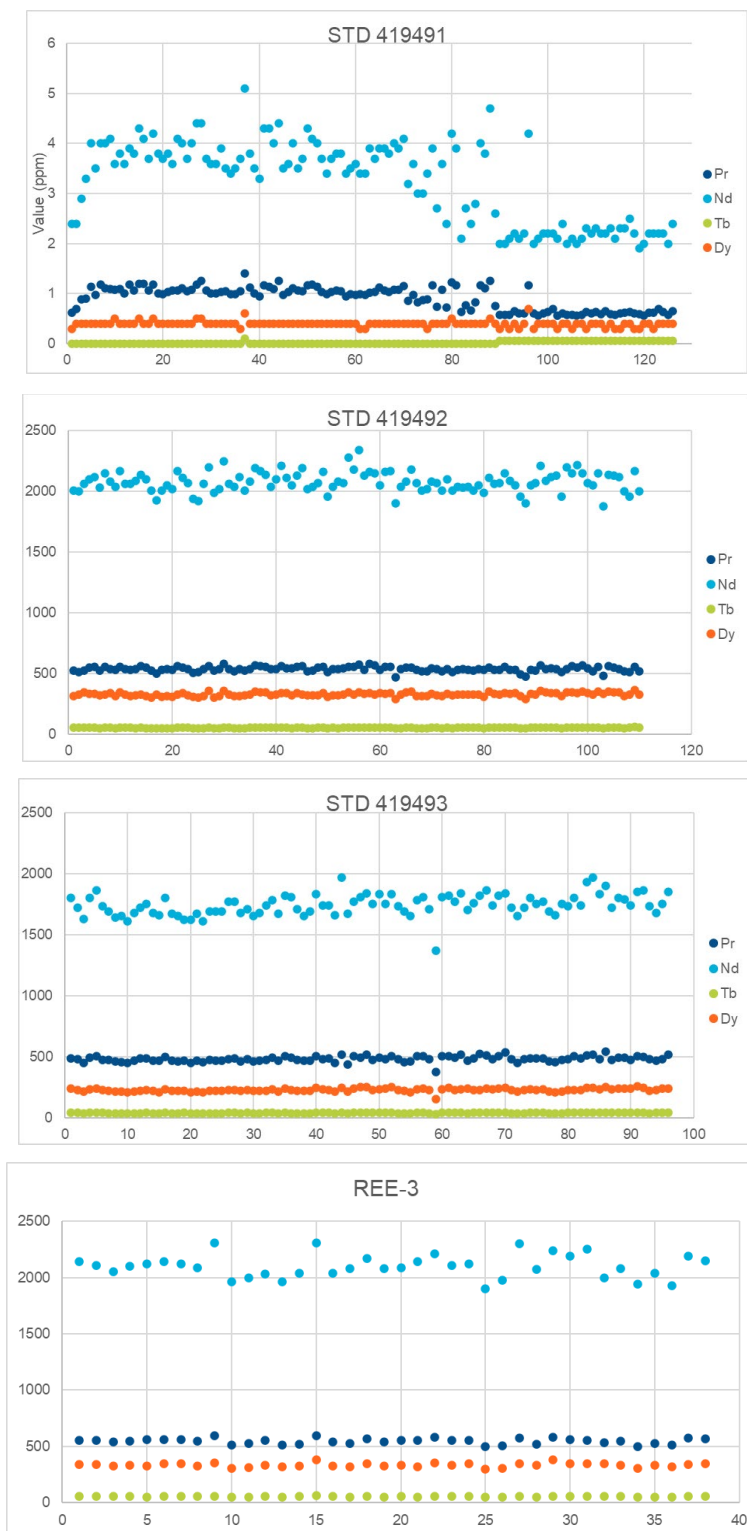 STD 419491
6
5
4
3
2
1
0
Value (ppm)
0 20 40 60 80 100 120
Pr
Nd
Tb
Dy
STD 419492
2500
2000
1500
1000
500
0
0 20 40 60 80 100 120
Pr
Nd
Tb
Dy
STD 419493
2500
2000
1500
1000
500
0
0 10 20 30 40 50 60 70 80 90 100
Pr
Nd
Tb
Dy
REE-3
2500
2000
1500
1000
500
0
0 5 10 15 20 25 30 35 40